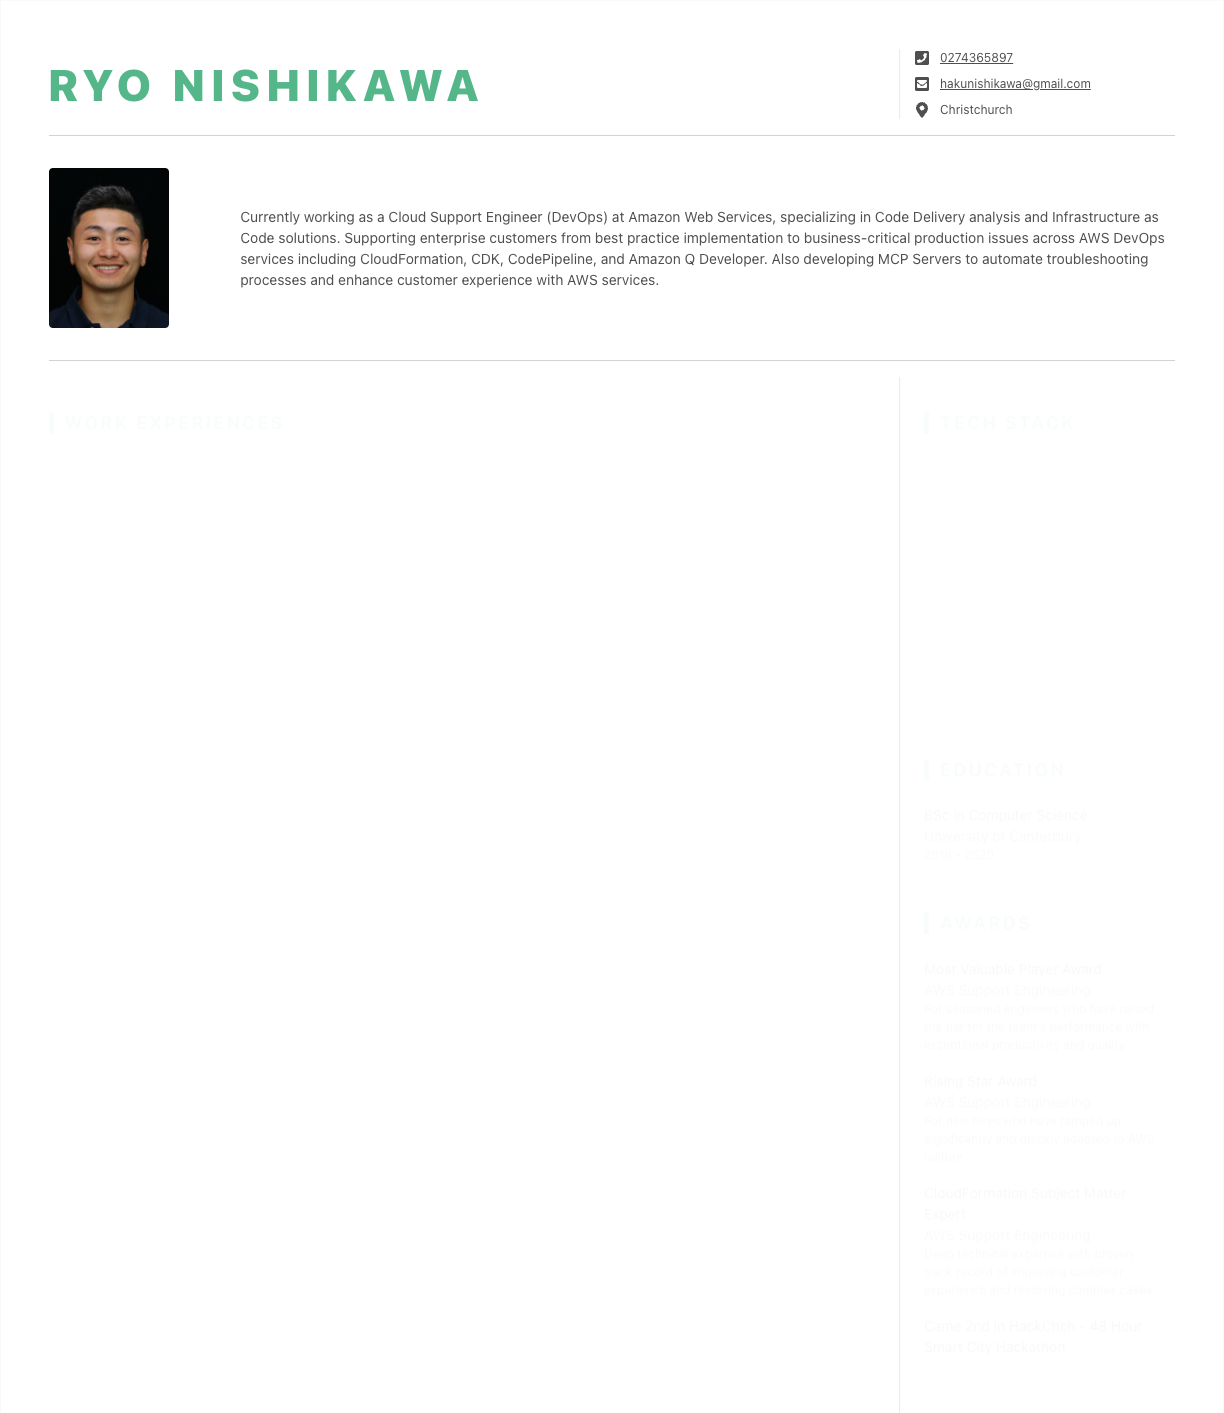 RYO NISHIKAWA
0274365897
hakunishikawa@gmail.com
Christchurch
Currently working as a Cloud Support Engineer (DevOps) at Amazon Web Services, specializing in Code Delivery analysis and Infrastructure as
Code solutions. Supporting enterprise customers from best practice implementation to business-critical production issues across AWS DevOps
services including CloudFormation, CDK, CodePipeline, and Amazon Q Developer. Also developing MCP Servers to automate troubleshooting
processes and enhance customer experience with AWS services.
WORK EXPERIENCES
TECH STACK
EDUCATION
BSc in Computer Science
University of Canterbury
AWARDS
Most Valuable Player Award
AWS Support Engineering
Rising Star Award
AWS Support Engineering
CloudFormation Subject Matter
Expert
AWS Support Engineering
Came 2nd in HackChch - 48 Hour
Smart City Hackathon